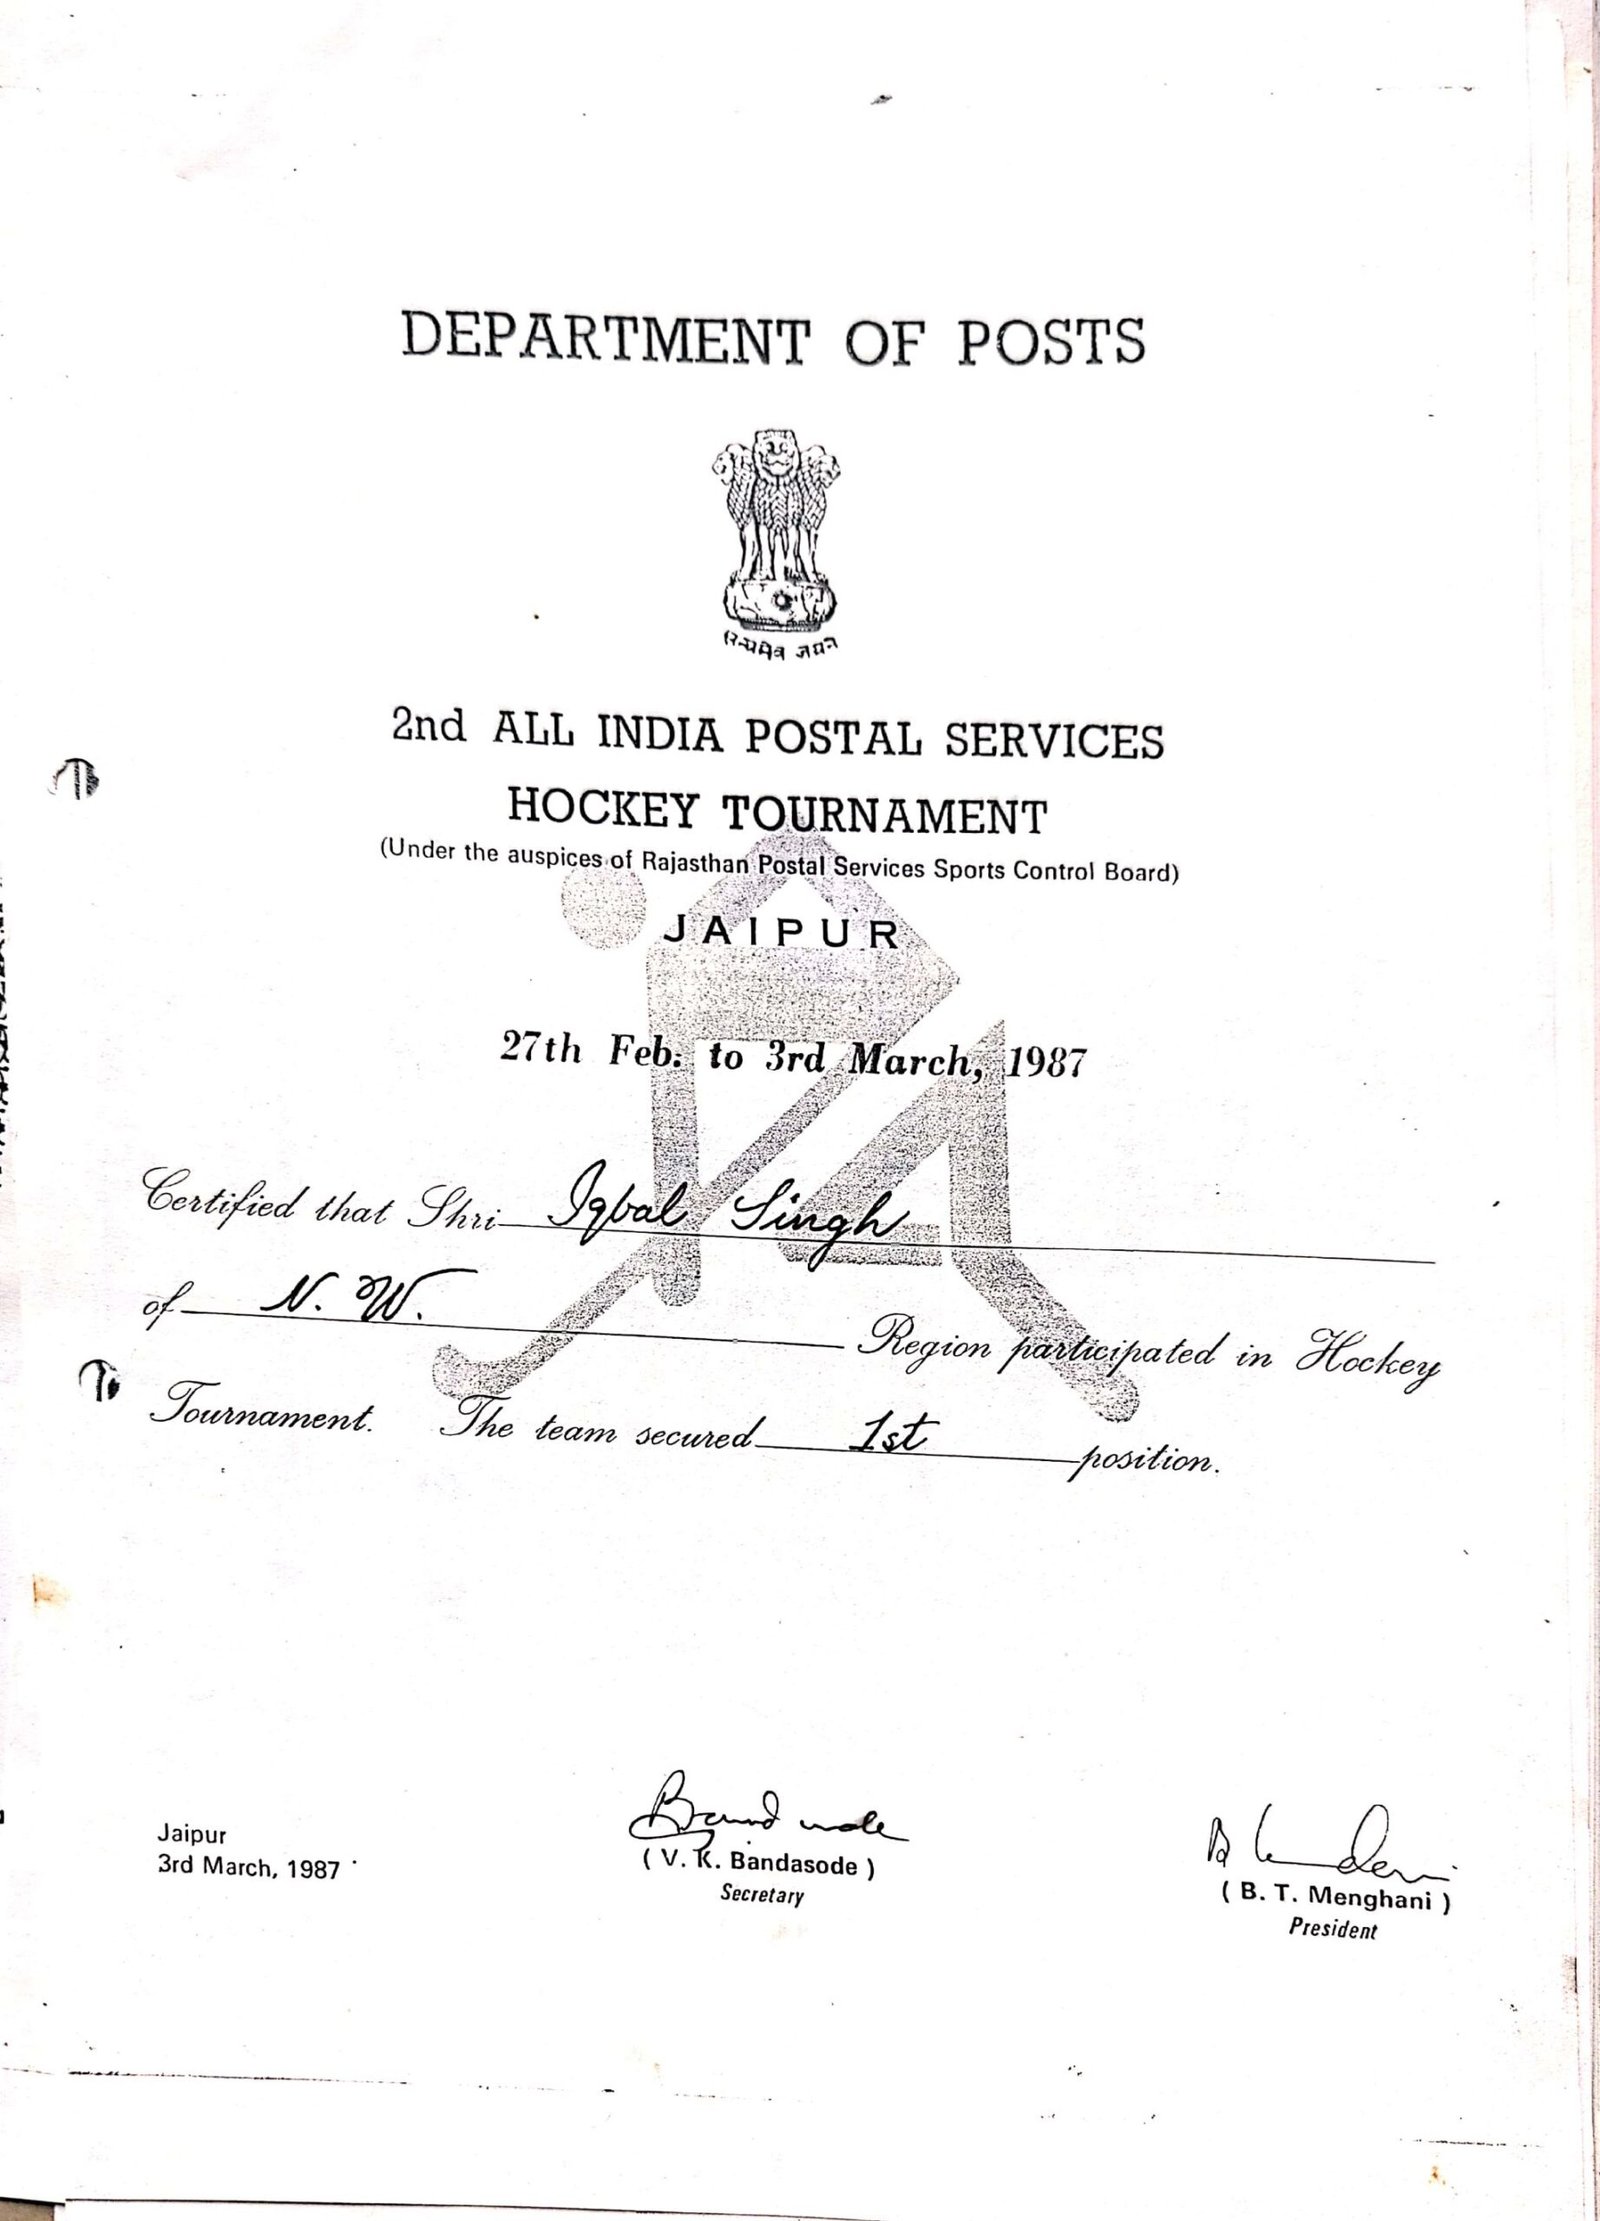 DEPARTMENT OF POSTS
सत्यमेव जयते
2nd ALL INDIA POSTAL SERVICES
HOCKEY TOURNAMENT
(Under the auspices of Rajasthan Postal Services Sports Control Board)
JAIPUR
27th Feb. to 3rd March, 1987
Certified that Shri Iqbal Singh
of N. W. Region participated in Hockey
Tournament. The team secured 1st position.
Jaipur
3rd March, 1987
(V. K. Bandasode)
Secretary
(B. T. Menghani)
President